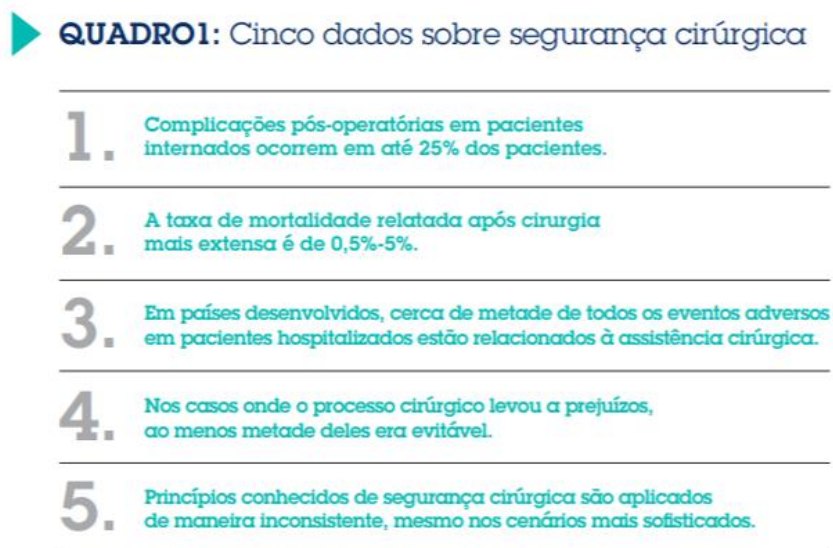 QUADRO1: Cinco dados sobre segurança cirúrgica
1. Complicações pós-operatórias em pacientes
internados ocorrem em até 25% dos pacientes.
2. A taxa de mortalidade relatada após cirurgia
mais extensa é de 0,5%-5%.
3. Em países desenvolvidos, cerca de metade de todos os eventos adversos
em pacientes hospitalizados estão relacionados à assistência cirúrgica.
4. Nos casos onde o processo cirúrgico levou a prejuízos,
ao menos metade deles era evitável.
5. Princípios conhecidos de segurança cirúrgica são aplicados
de maneira inconsistente, mesmo nos cenários mais sofisticados.